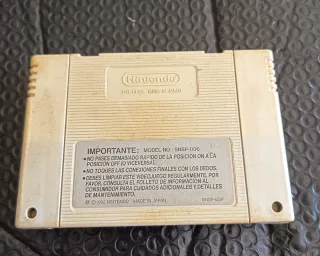 Nintendo
IMPORTANTE: MODEL NO.: SNSP-006
•NO PASES DEMASIADO RÁPIDO DE LA POSICION ON A LA
POSICION OFF (O VICEVERSA).
•NO TOQUES LAS CONEXIONES FINALES CON LOS DEDOS.
•DEBES LIMPIAR ESTE VIDEOJUEGO REGULARMENTE. POR
FAVOR, CONSULTA EL FOLLETO DE INFORMACION AL
CONSUMIDOR PARA CUIDADOS ADICIONALES Y DETALLES
DE MANTENIMIENTO.
NINTENDO MADE IN JAPAN